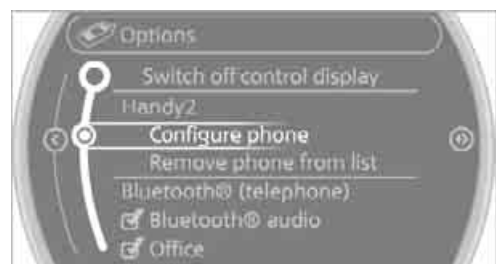 Options
Switch off control display
Handy2
Configure phone
Remove phone from list
Bluetooth® (telephone)
Bluetooth® audio
Office